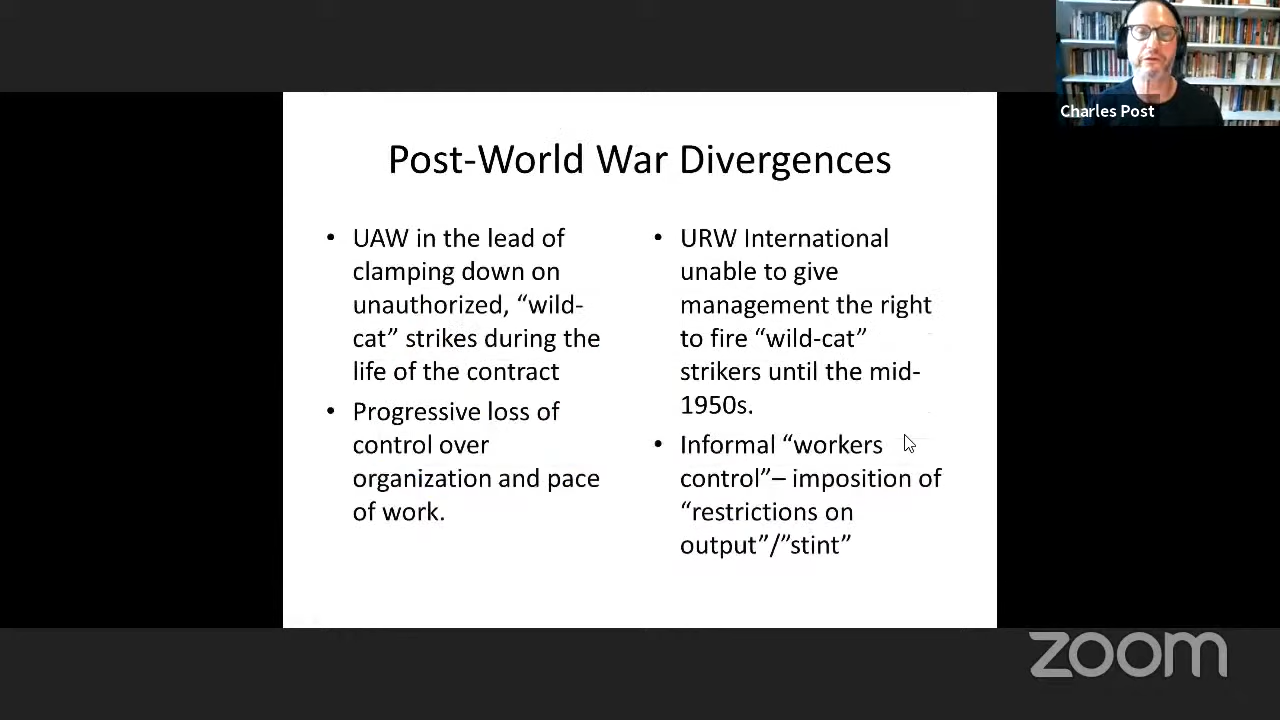 Charles Post
Post-World War Divergences
• UAW in the lead of
clamping down on
unauthorized, “wild-
cat” strikes during the
life of the contract
• Progressive loss of
control over
organization and pace
of work.
• URW International
unable to give
management the right
to fire “wild-cat”
strikers until the mid-
1950s.
• Informal “workers
control”– imposition of
“restrictions on
output”/”stint”
zoom